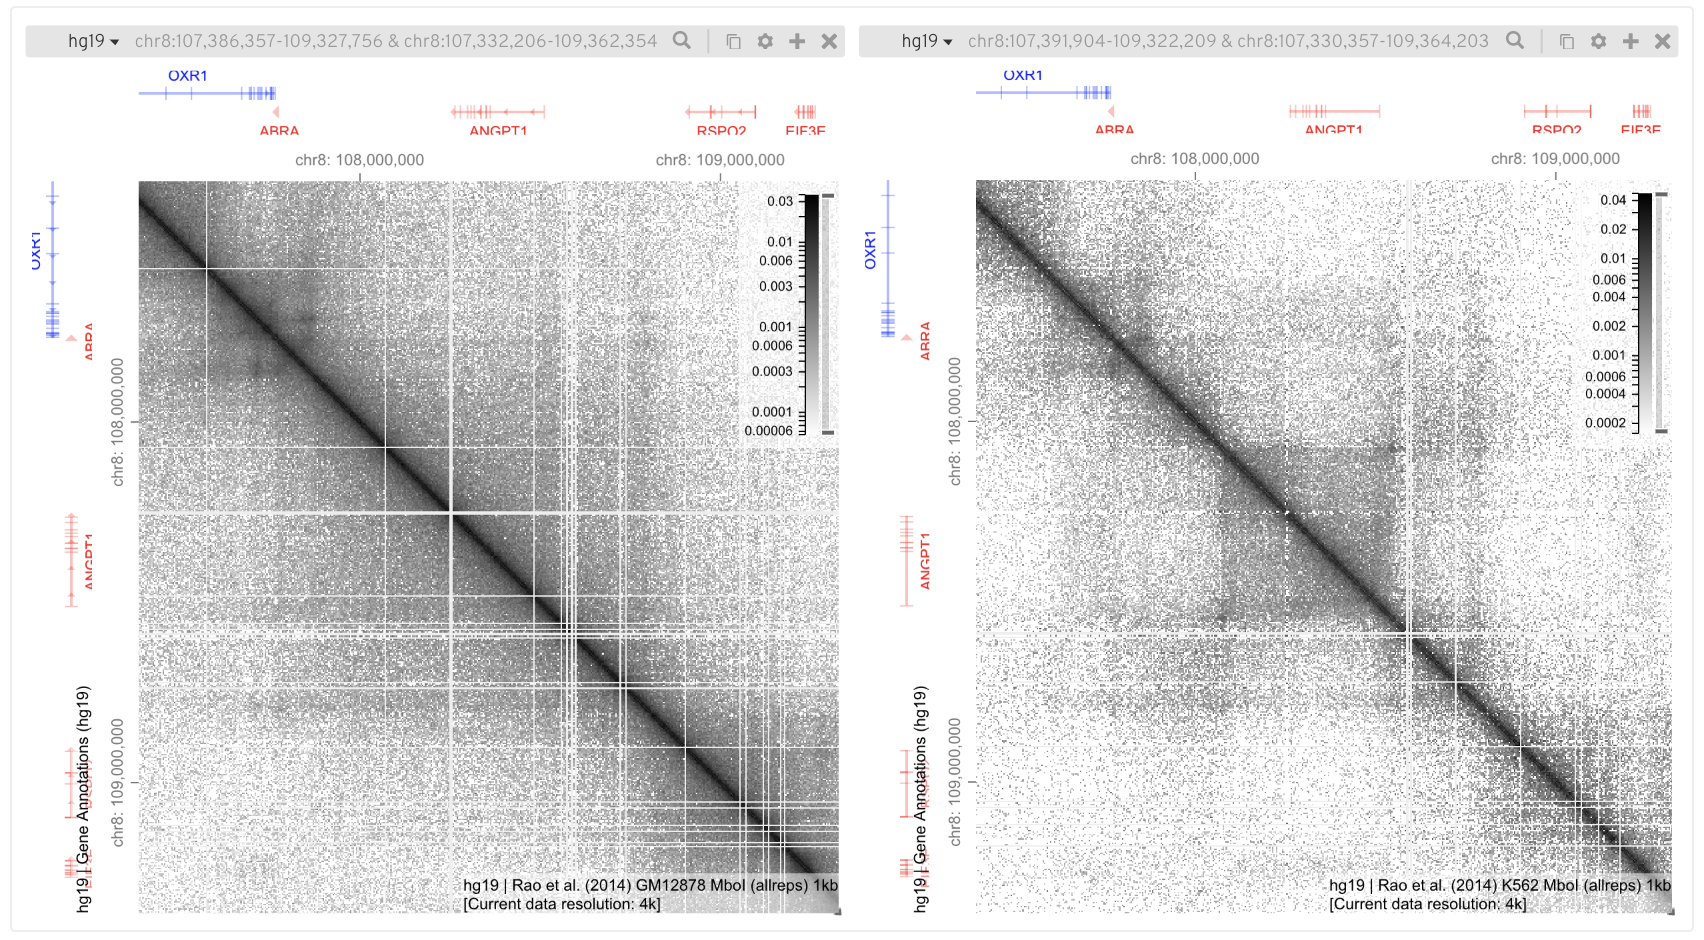 hg19 chr8:107,386,357-109,327,756 & chr8:107,332,206-109,362,354
OXR1
ABRA
ANGPT1
RSPO2
EIF3E
chr8: 108,000,000
chr8: 109,000,000
OXR1
ABRA
ANGPT1
chr8: 108,000,000
chr8: 109,000,000
hg19 | Gene Annotations (hg19)
0.03
0.01
0.006
0.003
0.001
0.0006
0.0003
0.0001
0.00006
hg19 | Rao et al. (2014) GM12878 MboI (allreps) 1kb
[Current data resolution: 4k]
hg19 chr8:107,391,904-109,322,209 & chr8:107,330,357-109,364,203
OXR1
ABRA
ANGPT1
RSPO2
EIF3E
chr8: 108,000,000
chr8: 109,000,000
OXR1
ABRA
ANGPT1
chr8: 108,000,000
chr8: 109,000,000
hg19 | Gene Annotations (hg19)
0.04
0.02
0.01
0.006
0.004
0.002
0.001
0.0006
0.0004
0.0002
hg19 | Rao et al. (2014) K562 MboI (allreps) 1kb
[Current data resolution: 4k]